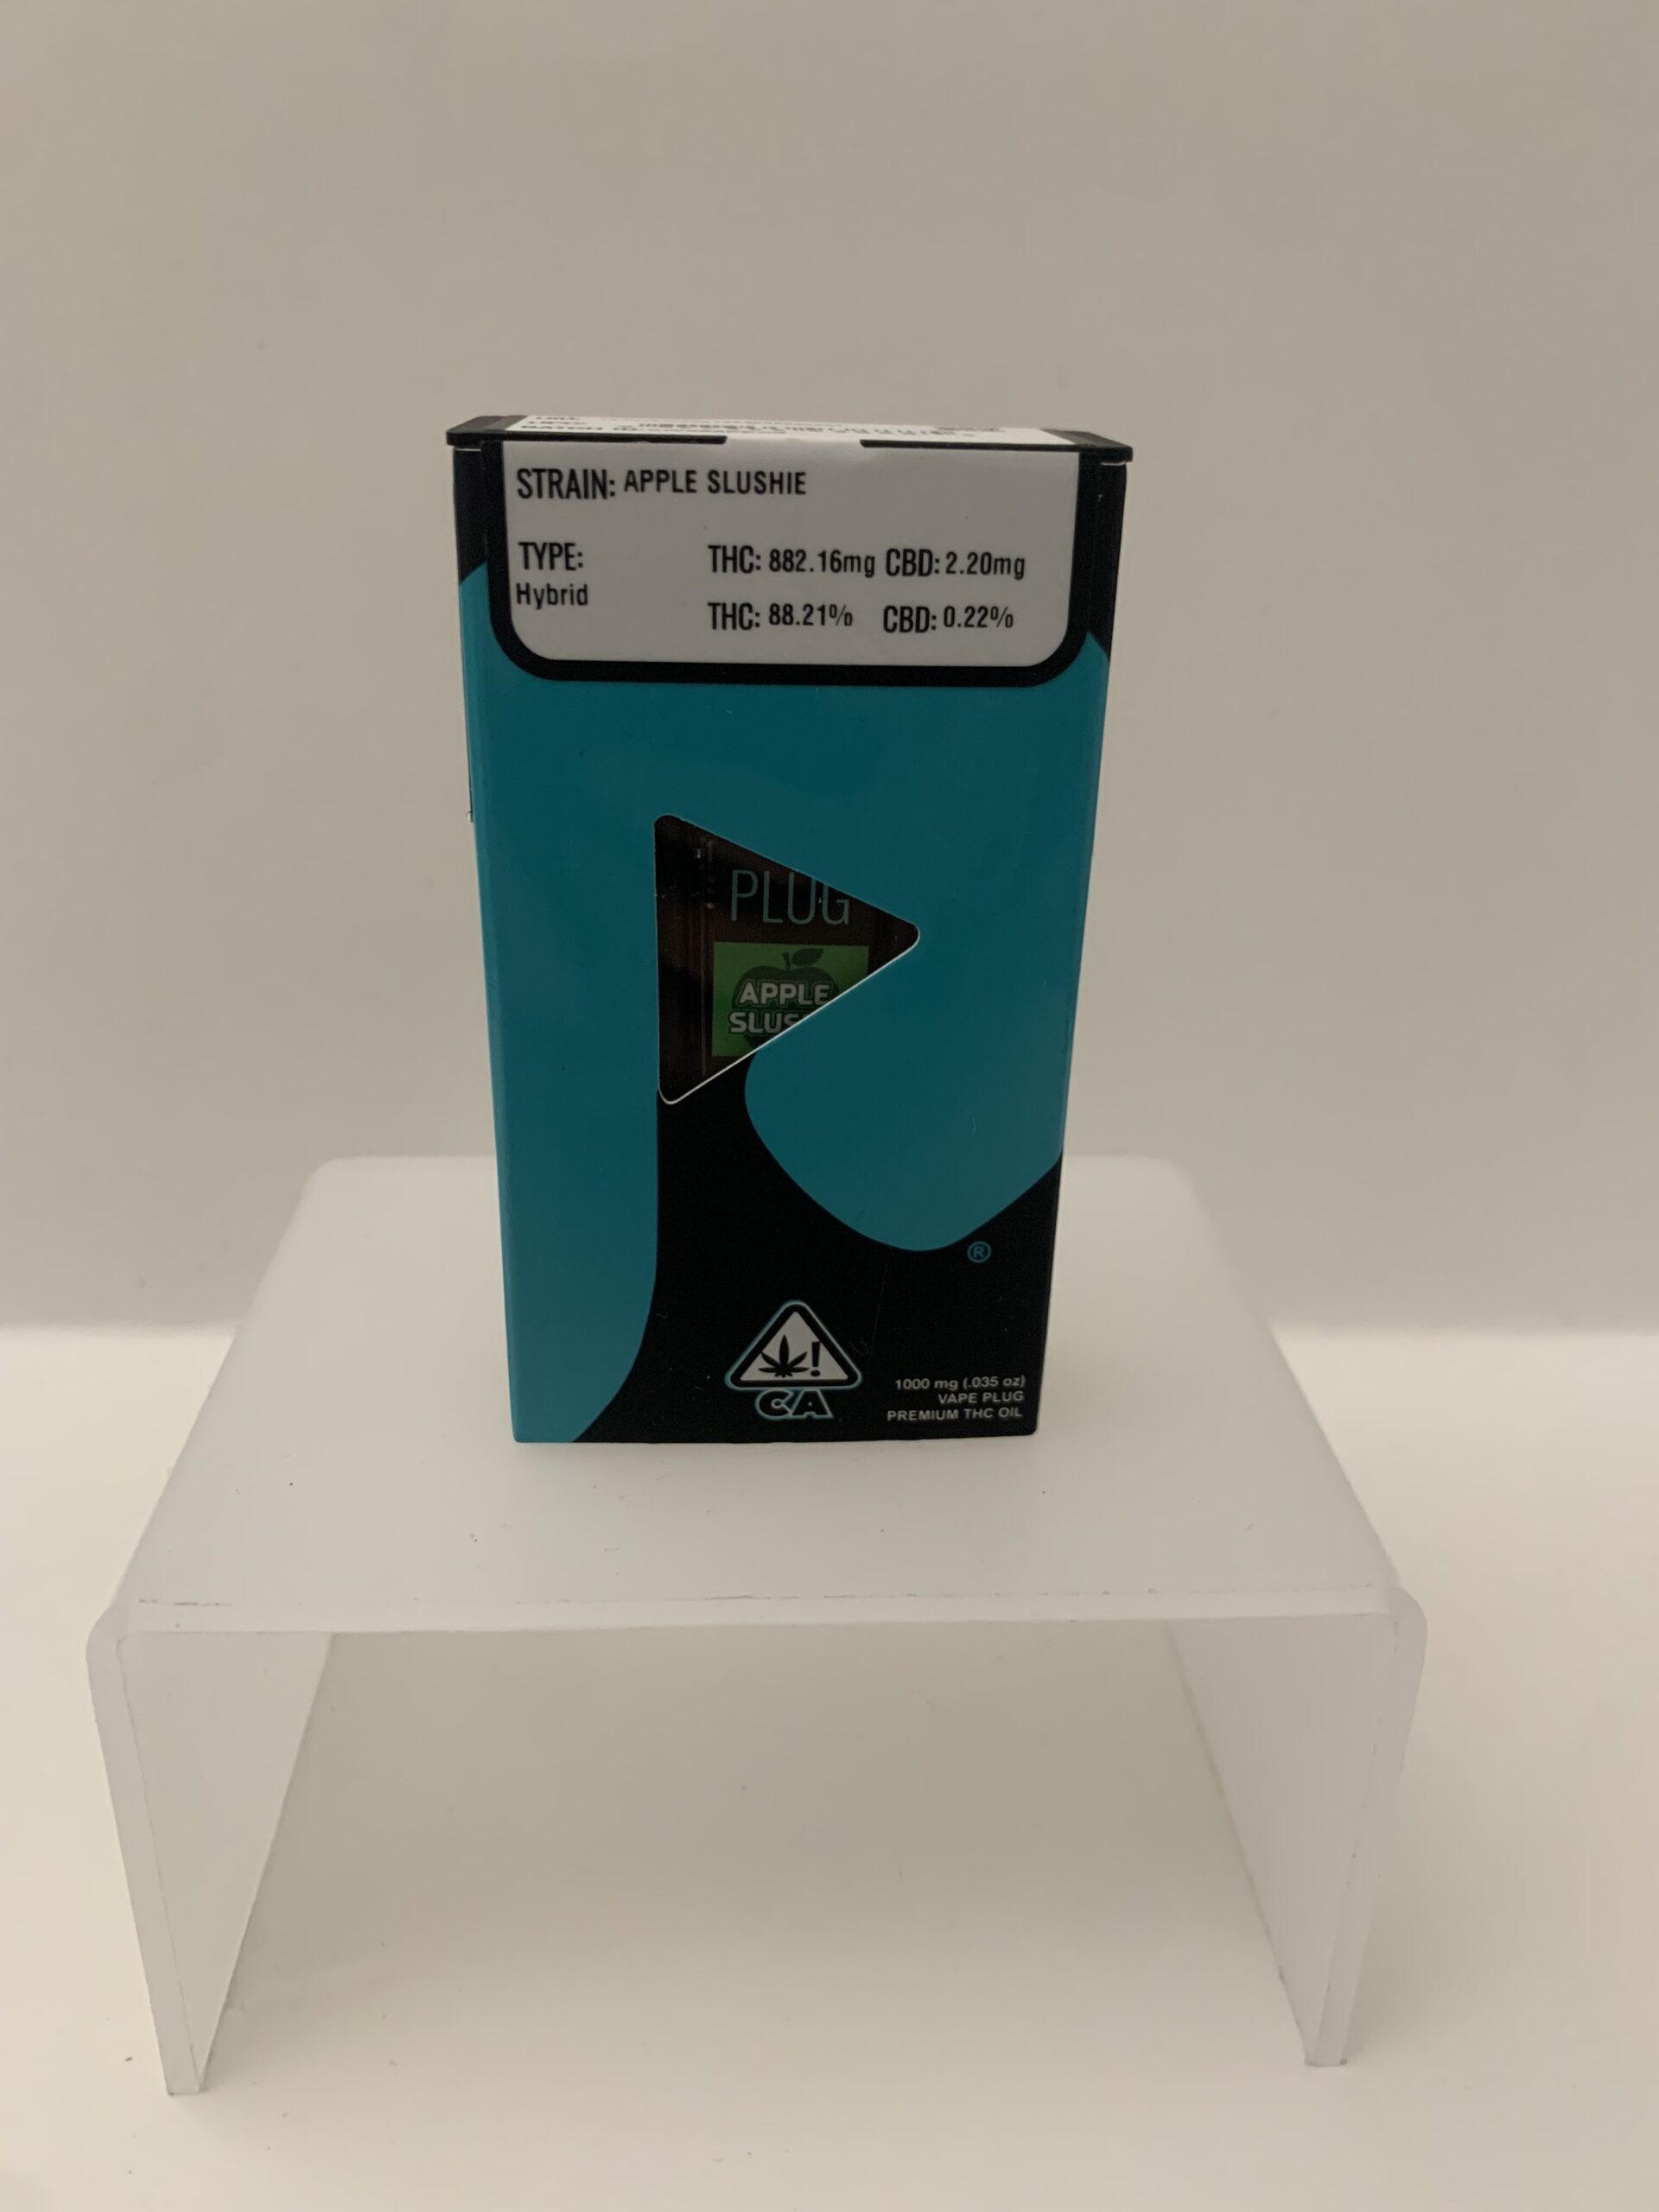 STRAIN: APPLE SLUSHIE
TYPE:
Hybrid
THC: 882.16mg CBD: 2.20mg
THC: 88.21% CBD: 0.22%
PLUG
APPLE
®
CA
1000 mg (.035 oz)
VAPE PLUG
PREMIUM THC OIL